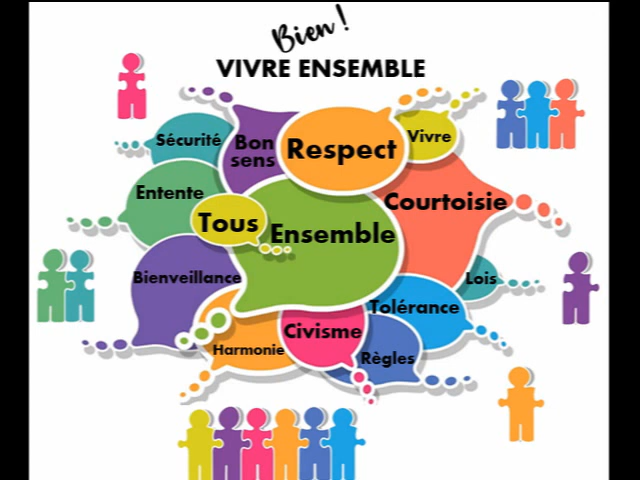 Bien !
VIVRE ENSEMBLE
Sécurité
Bon
sens
Respect
Vivre
Entente
Tous
Ensemble
Courtoisie
Bienveillance
Lois
Tolérance
Harmonie
Civisme
Règles